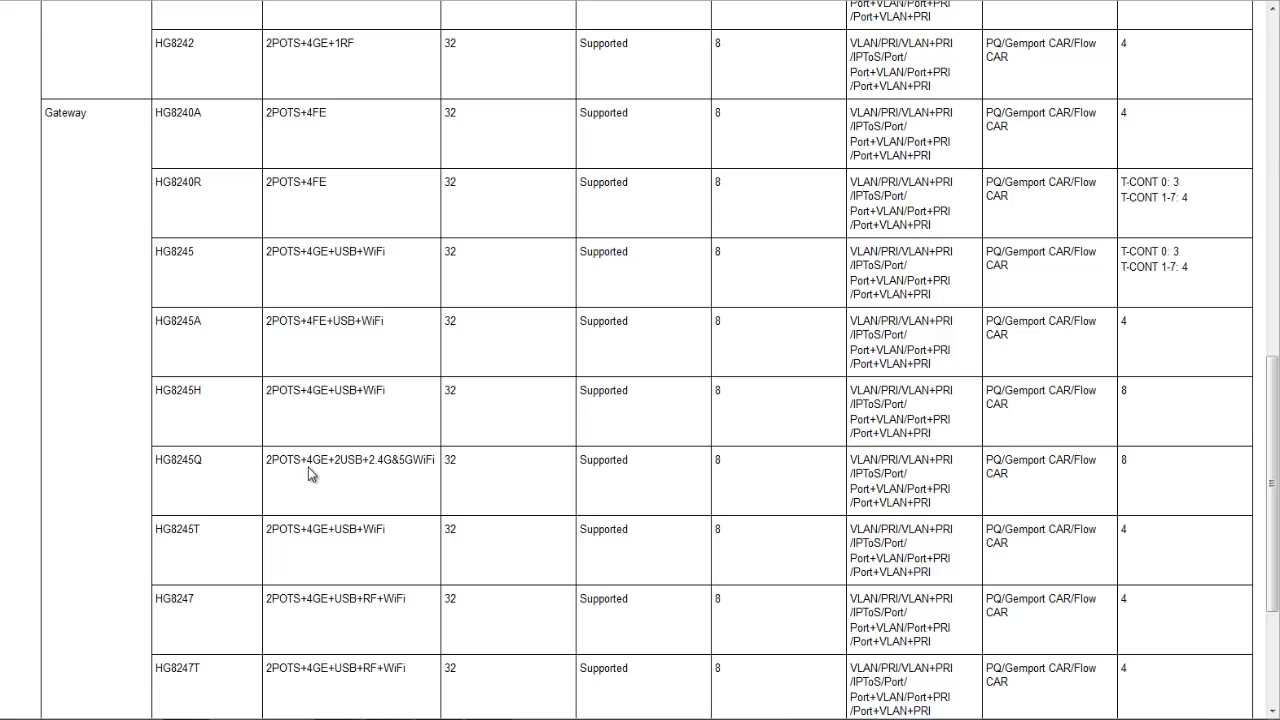 Port+VLAN/Port+PRI
/Port+VLAN+PRI
HG8242 2POTS+4GE+1RF 32 Supported 8 VLAN/PRI/VLAN+PRI PQ/Gemport CAR/Flow 4
/IPToS/Port/ CAR
Port+VLAN/Port+PRI
/Port+VLAN+PRI
Gateway HG8240A 2POTS+4FE 32 Supported 8 VLAN/PRI/VLAN+PRI PQ/Gemport CAR/Flow 4
/IPToS/Port/ CAR
Port+VLAN/Port+PRI
/Port+VLAN+PRI
HG8240R 2POTS+4FE 32 Supported 8 VLAN/PRI/VLAN+PRI PQ/Gemport CAR/Flow T-CONT 0: 3
/IPToS/Port/ CAR T-CONT 1-7: 4
Port+VLAN/Port+PRI
/Port+VLAN+PRI
HG8245 2POTS+4GE+USB+WiFi 32 Supported 8 VLAN/PRI/VLAN+PRI PQ/Gemport CAR/Flow T-CONT 0: 3
/IPToS/Port/ CAR T-CONT 1-7: 4
Port+VLAN/Port+PRI
/Port+VLAN+PRI
HG8245A 2POTS+4FE+USB+WiFi 32 Supported 8 VLAN/PRI/VLAN+PRI PQ/Gemport CAR/Flow 4
/IPToS/Port/ CAR
Port+VLAN/Port+PRI
/Port+VLAN+PRI
HG8245H 2POTS+4GE+USB+WiFi 32 Supported 8 VLAN/PRI/VLAN+PRI PQ/Gemport CAR/Flow 8
/IPToS/Port/ CAR
Port+VLAN/Port+PRI
/Port+VLAN+PRI
HG8245Q 2POTS+4GE+2USB+2.4G&5GWiFi 32 Supported 8 VLAN/PRI/VLAN+PRI PQ/Gemport CAR/Flow 8
/IPToS/Port/ CAR
Port+VLAN/Port+PRI
/Port+VLAN+PRI
HG8245T 2POTS+4GE+USB+WiFi 32 Supported 8 VLAN/PRI/VLAN+PRI PQ/Gemport CAR/Flow 4
/IPToS/Port/ CAR
Port+VLAN/Port+PRI
/Port+VLAN+PRI
HG8247 2POTS+4GE+USB+RF+WiFi 32 Supported 8 VLAN/PRI/VLAN+PRI PQ/Gemport CAR/Flow 4
/IPToS/Port/ CAR
Port+VLAN/Port+PRI
/Port+VLAN+PRI
HG8247T 2POTS+4GE+USB+RF+WiFi 32 Supported 8 VLAN/PRI/VLAN+PRI PQ/Gemport CAR/Flow 4
/IPToS/Port/ CAR
Port+VLAN/Port+PRI
/Port+VLAN+PRI